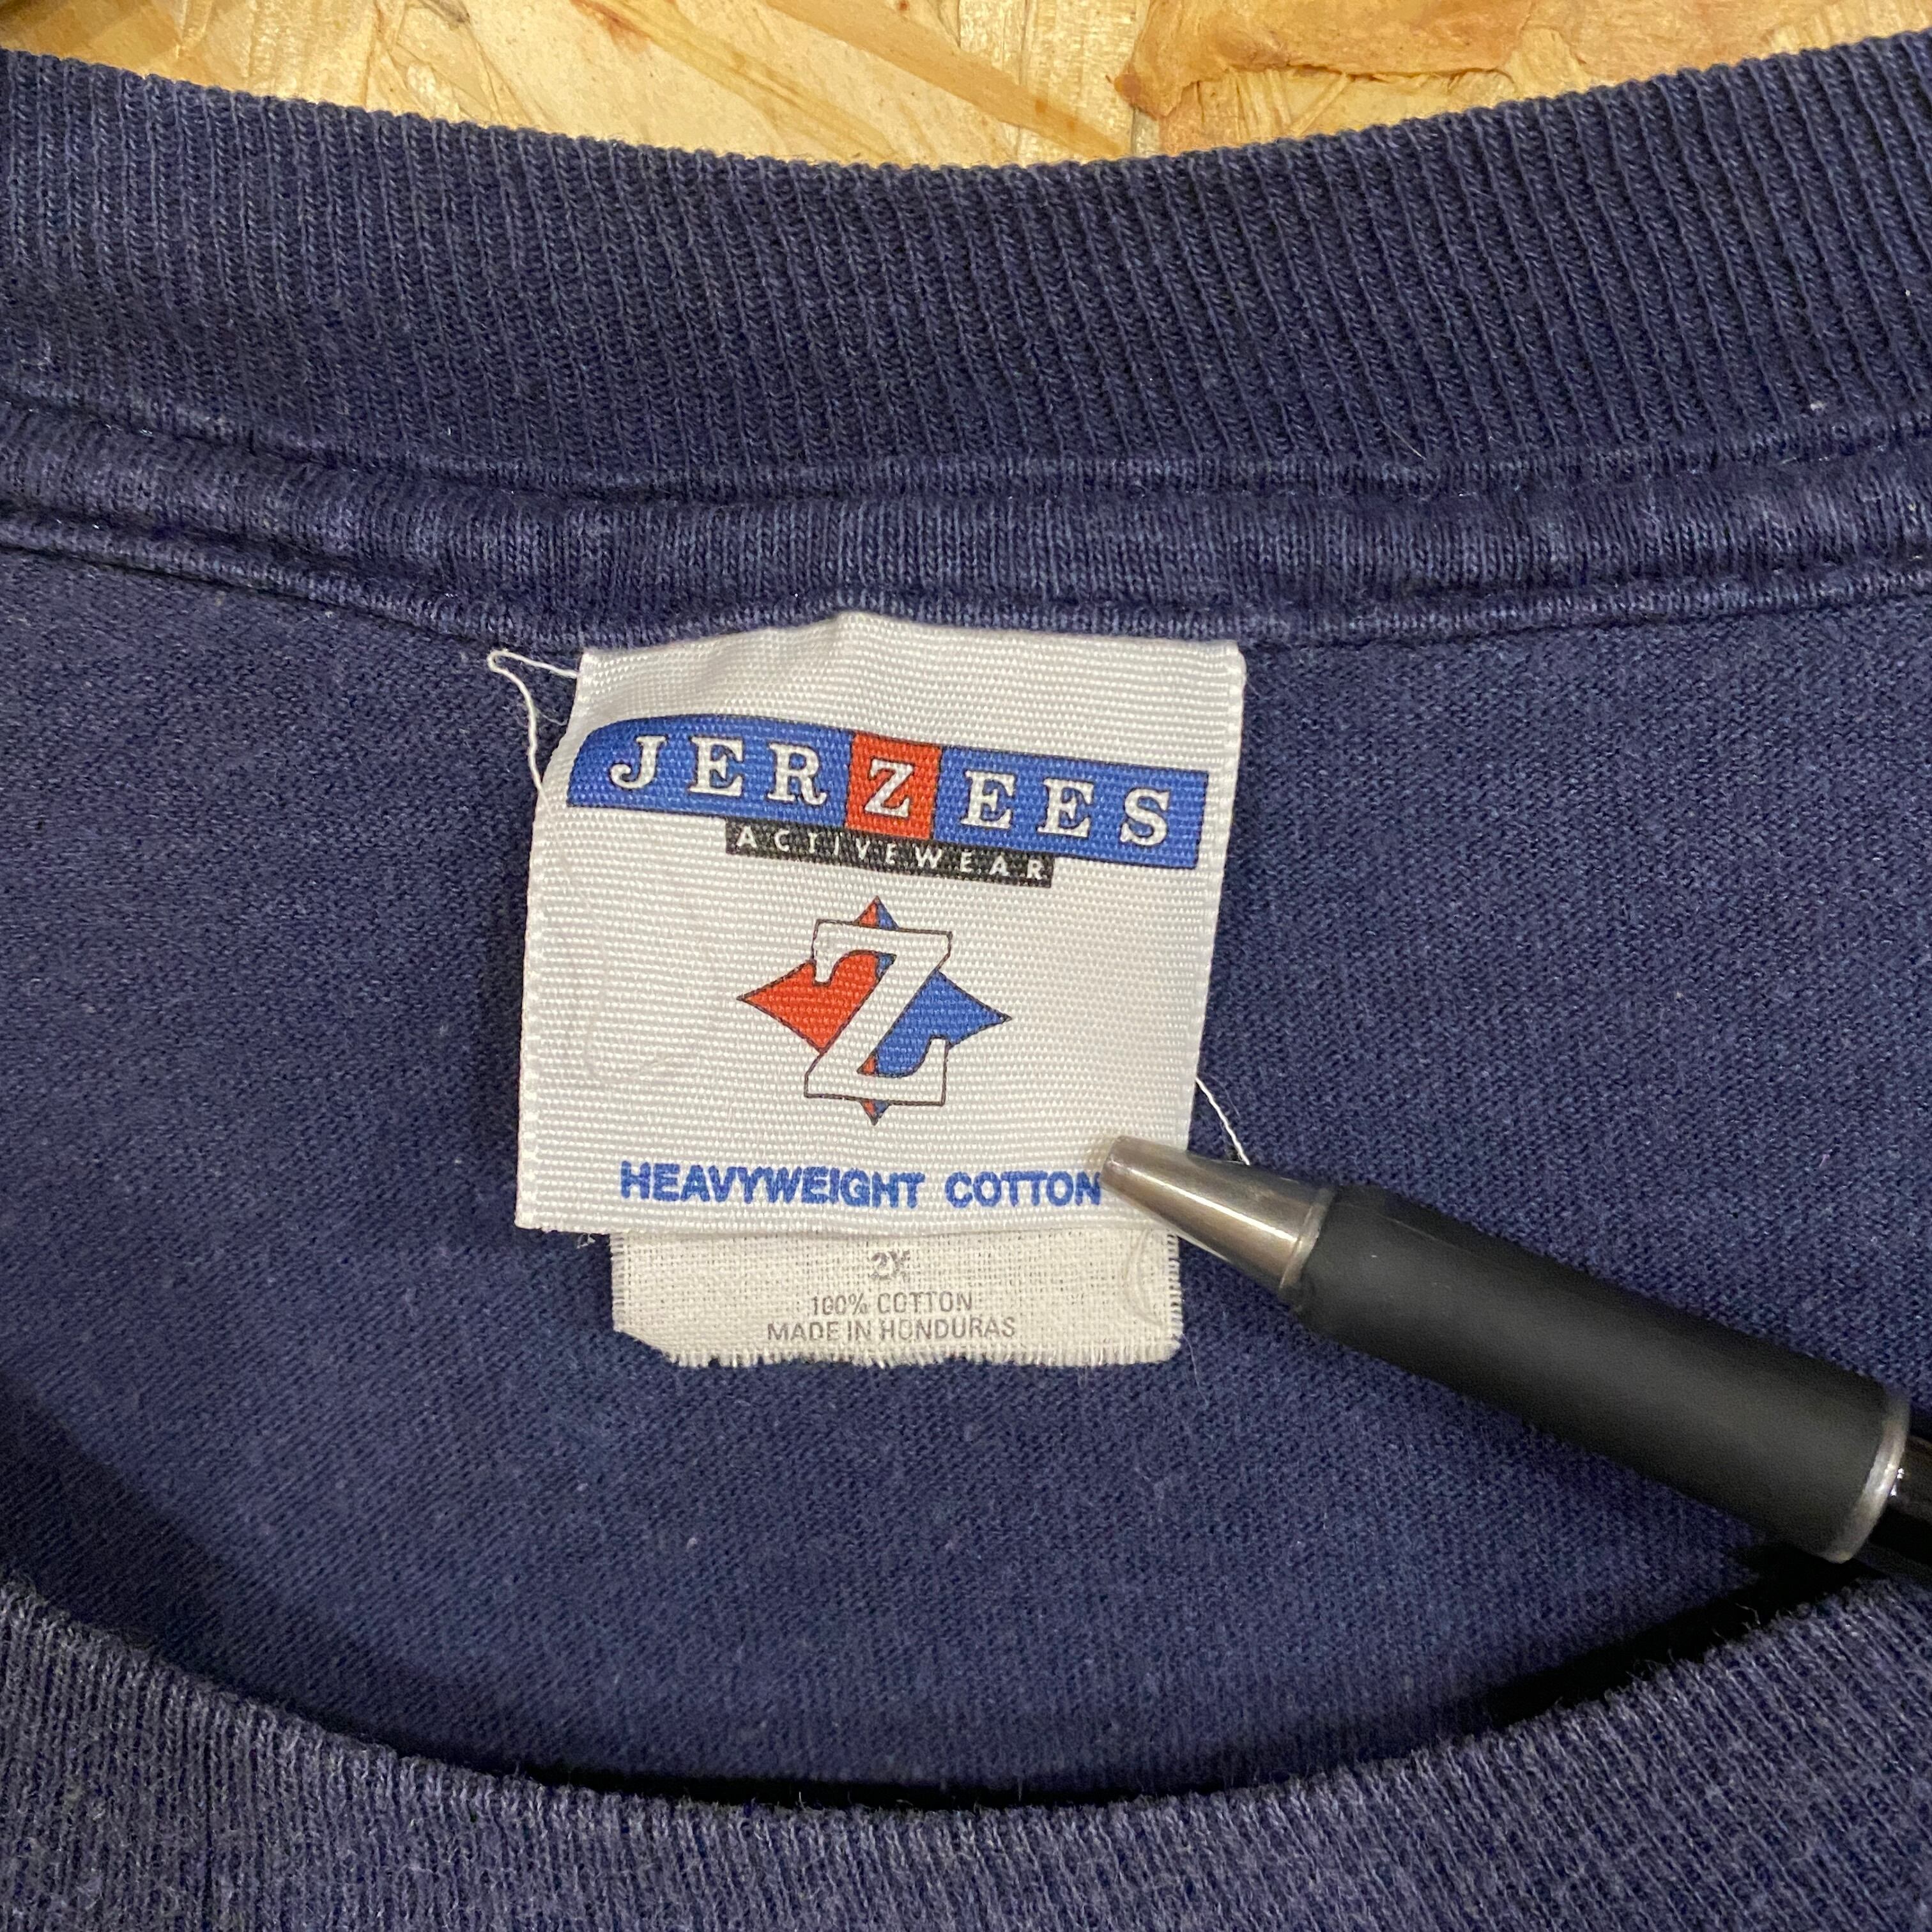 JERZEES
ACTIVEWEAR
Z
HEAVYWEIGHT COTTON
2X
100% COTTON
MADE IN HONDURAS